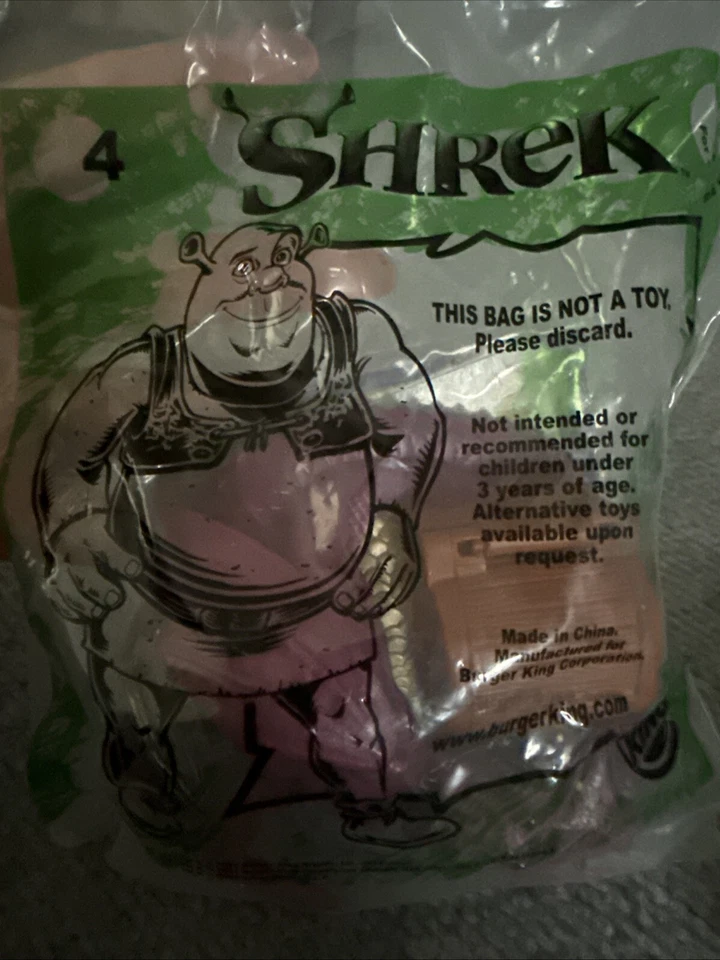 4
SHREK
THIS BAG IS NOT A TOY.
Please discard.
Not intended or
recommended for
children under
3 years of age.
Alternative toys
available upon
request.
Made in China.
Manufactured for
Burger King Corporation.
www.burgerking.com